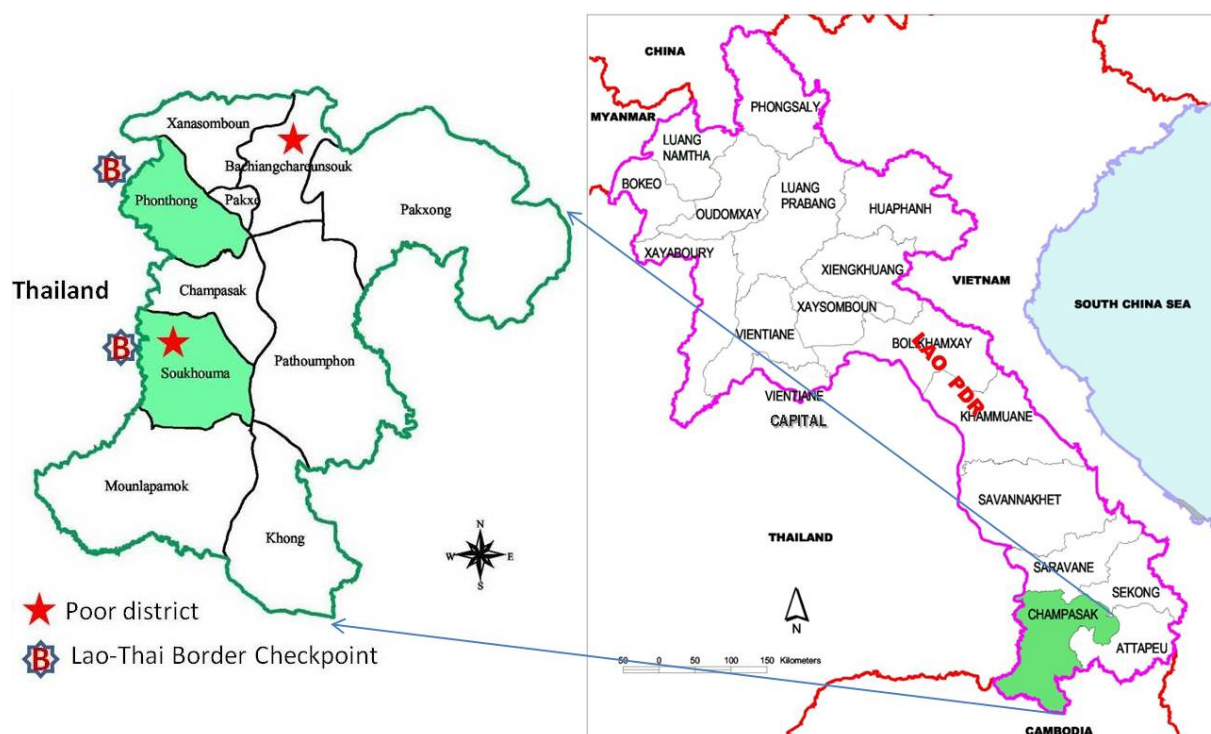 Xanasomboun
Bachiangchareunsouk
B
Phonthong
Pakxe
Pakxong
Thailand
Champasak
B
Soukhouma
Pathoumphon
Mounlapamok
Khong
N
W E
S
Poor district
B Lao-Thai Border Checkpoint
CHINA
MYANMAR
PHONGSALY
LUANG
NAMTHA
BOKEO
LUANG
PRABANG
OUDOMXAY
HUAPHANH
XAYABOURY
XIENGKHUANG
VIETNAM
SOUTH CHINA SEA
XAYSOMBOUN
VIENTIANE
BOLIKHAMXAY
LAO PDR
VIENTIANE
CAPITAL
KHAMMUANE
SAVANNAKHET
THAILAND
SARAVANE
SEKONG
CHAMPASAK
ATTAPEU
N
50 0 50 100 150 Kilometers
CAMBODIA